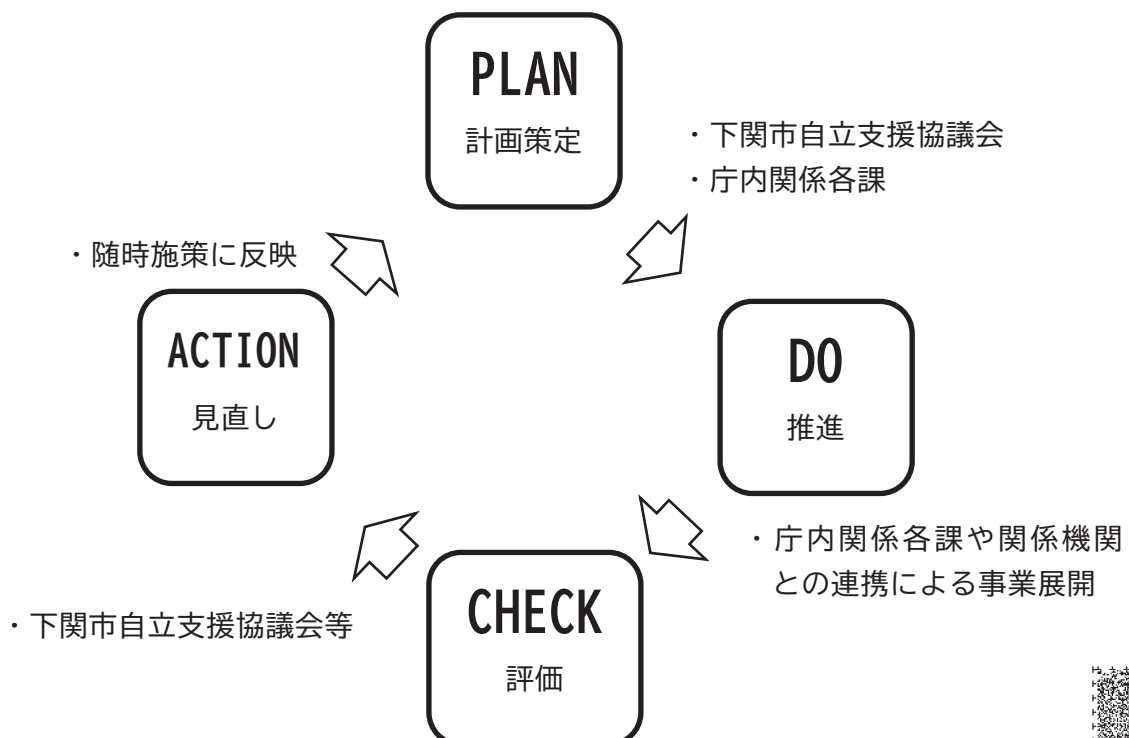 PLAN
計画策定
・下関市自立支援協議会
・庁内関係各課
・随時施策に反映
ACTION
見直し
DO
推進
・庁内関係各課や関係機関
との連携による事業展開
・下関市自立支援協議会等
CHECK
評価